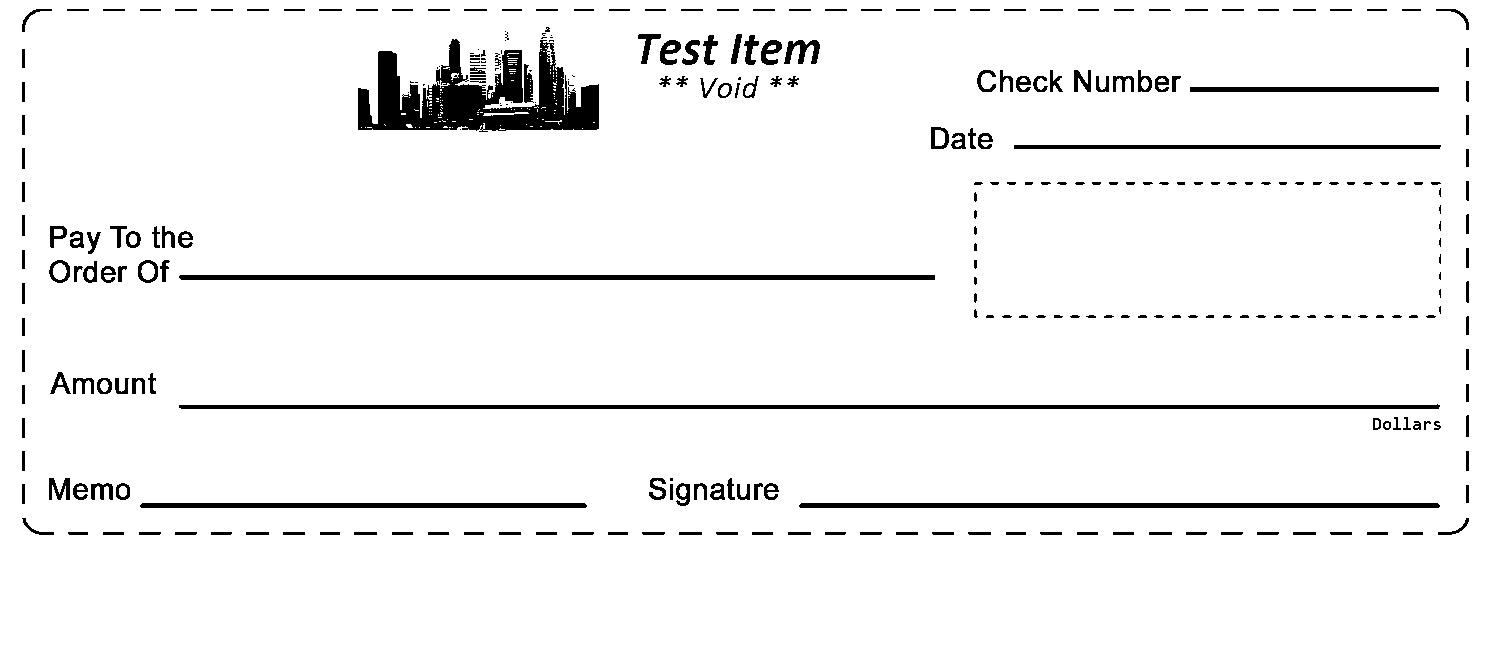 Test Item
** Void **
Check Number
Date
Pay To the
Order Of
Amount
Dollars
Memo
Signature